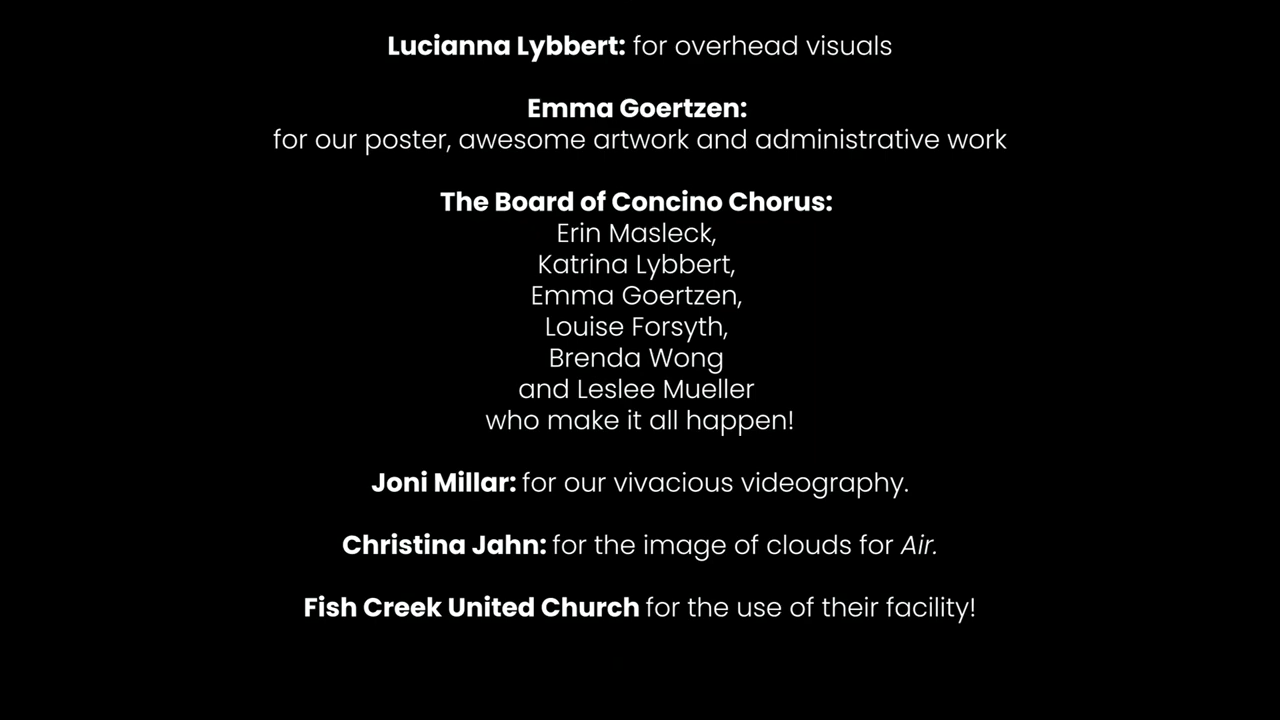 Lucianna Lybbert: for overhead visuals
Emma Goertzen:
for our poster, awesome artwork and administrative work
The Board of Concino Chorus:
Erin Masleck,
Katrina Lybbert,
Emma Goertzen,
Louise Forsyth,
Brenda Wong
and Leslee Mueller
who make it all happen!
Joni Millar: for our vivacious videography.
Christina Jahn: for the image of clouds for Air.
Fish Creek United Church for the use of their facility!